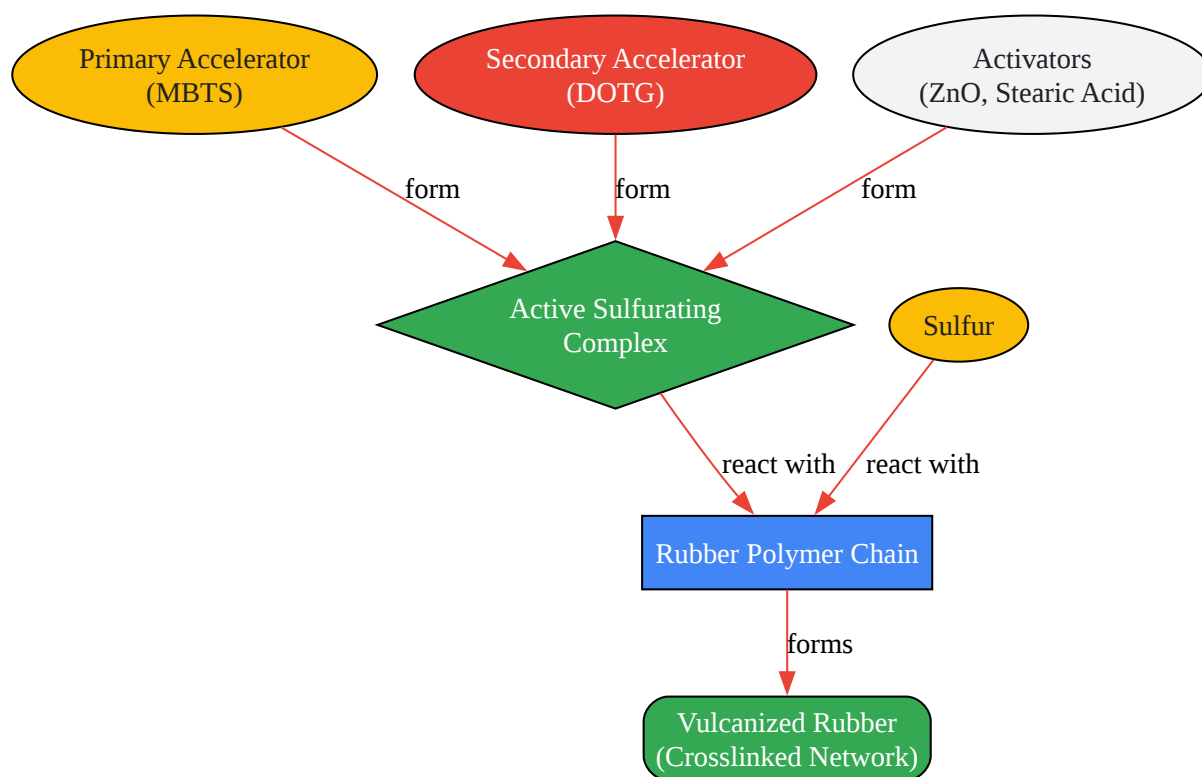 Primary Accelerator
(MBTS)
Secondary Accelerator
(DOTG)
Activators
(ZnO, Stearic Acid)
form
form
form
Active Sulfurating
Complex
Sulfur
react with
react with
Rubber Polymer Chain
forms
Vulcanized Rubber
(Crosslinked Network)